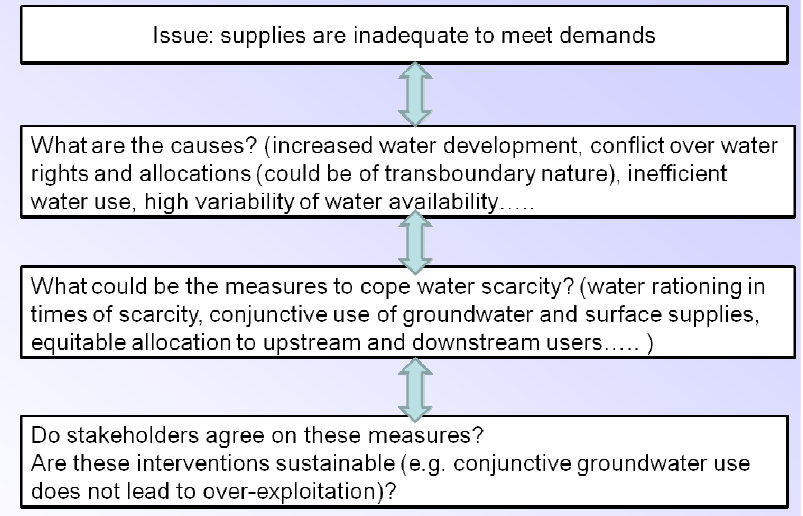 Issue: supplies are inadequate to meet demands
What are the causes? (increased water development, conflict over water
rights and allocations (could be of transboundary nature), inefficient
water use, high variability of water availability…..
What could be the measures to cope water scarcity? (water rationing in
times of scarcity, conjunctive use of groundwater and surface supplies,
equitable allocation to upstream and downstream users….. )
Do stakeholders agree on these measures?
Are these interventions sustainable (e.g. conjunctive groundwater use
does not lead to over-exploitation)?